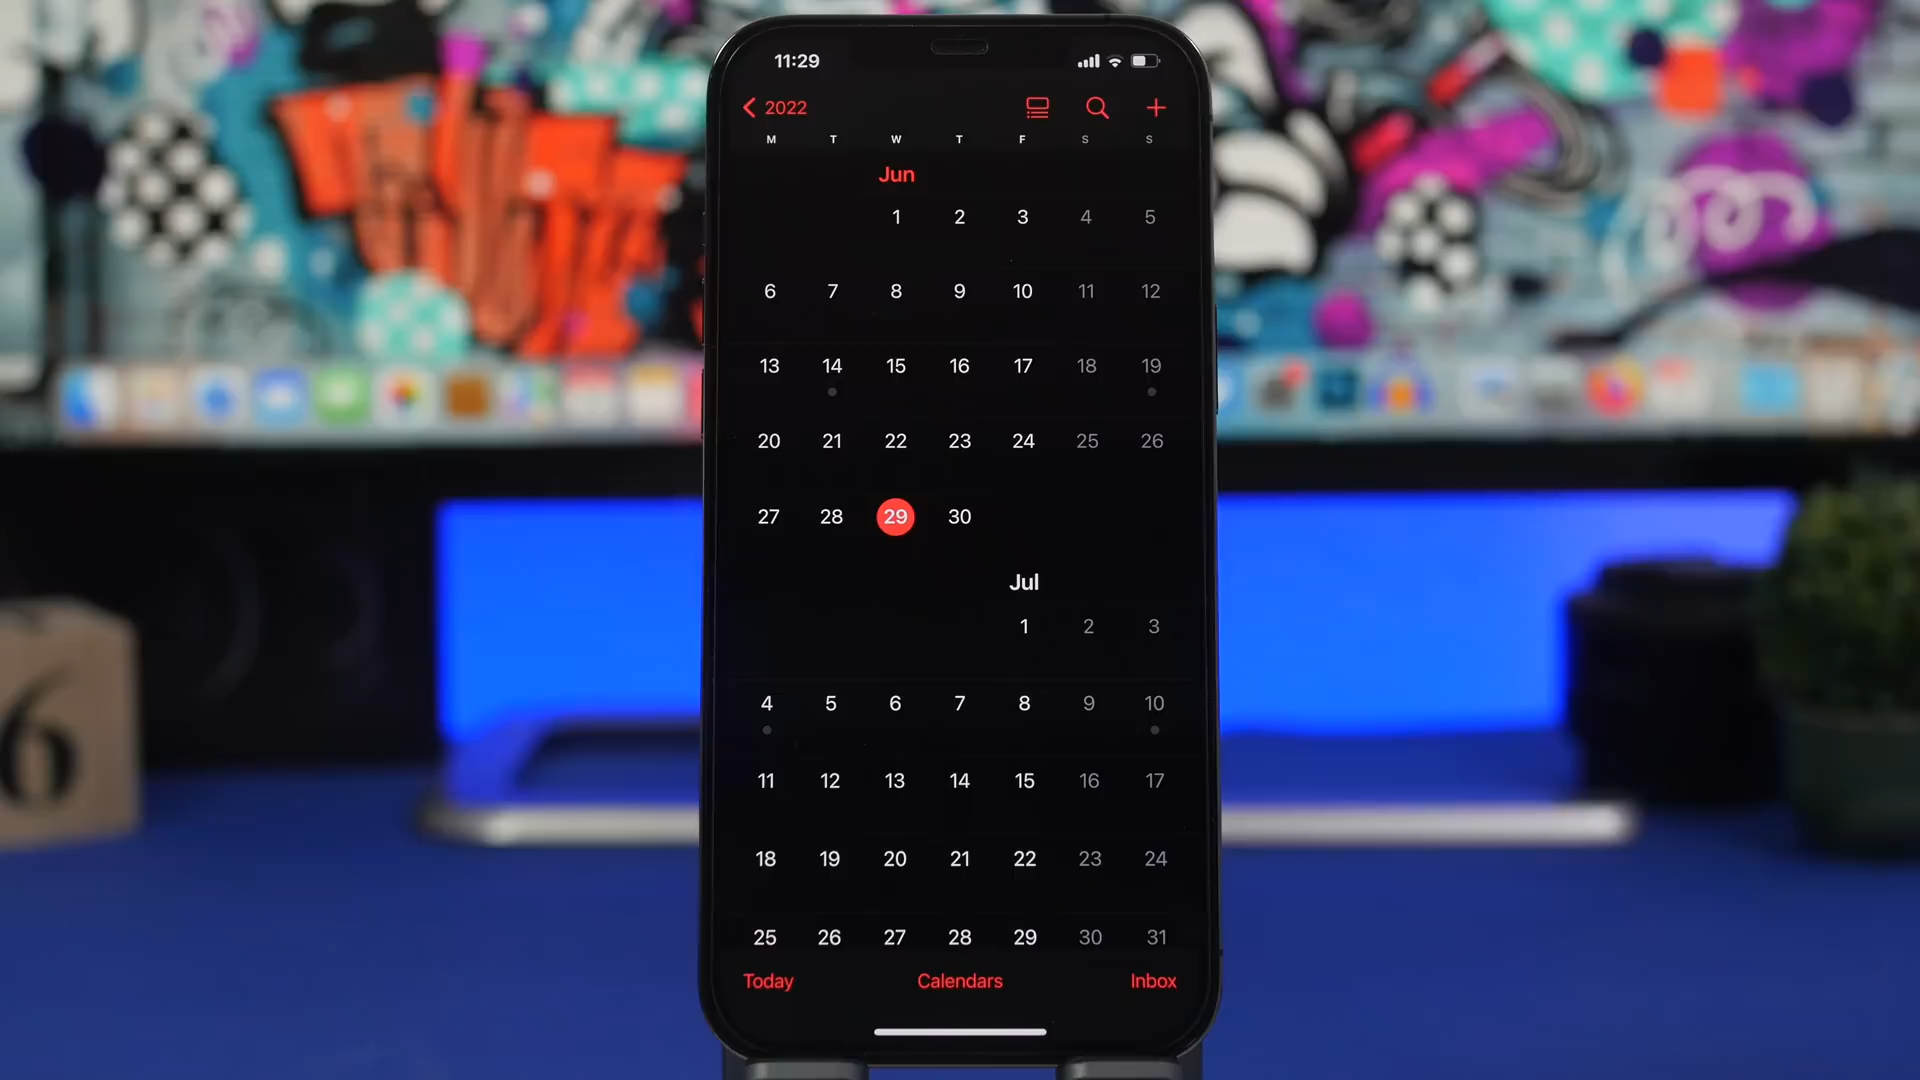 11:29
2022
M T W T F S S
Jun
1 2 3 4 5
6 7 8 9 10 11 12
13 14 15 16 17 18 19
20 21 22 23 24 25 26
27 28 29 30
Jul
1 2 3
4 5 6 7 8 9 10
11 12 13 14 15 16 17
18 19 20 21 22 23 24
25 26 27 28 29 30 31
Today Calendars Inbox
6